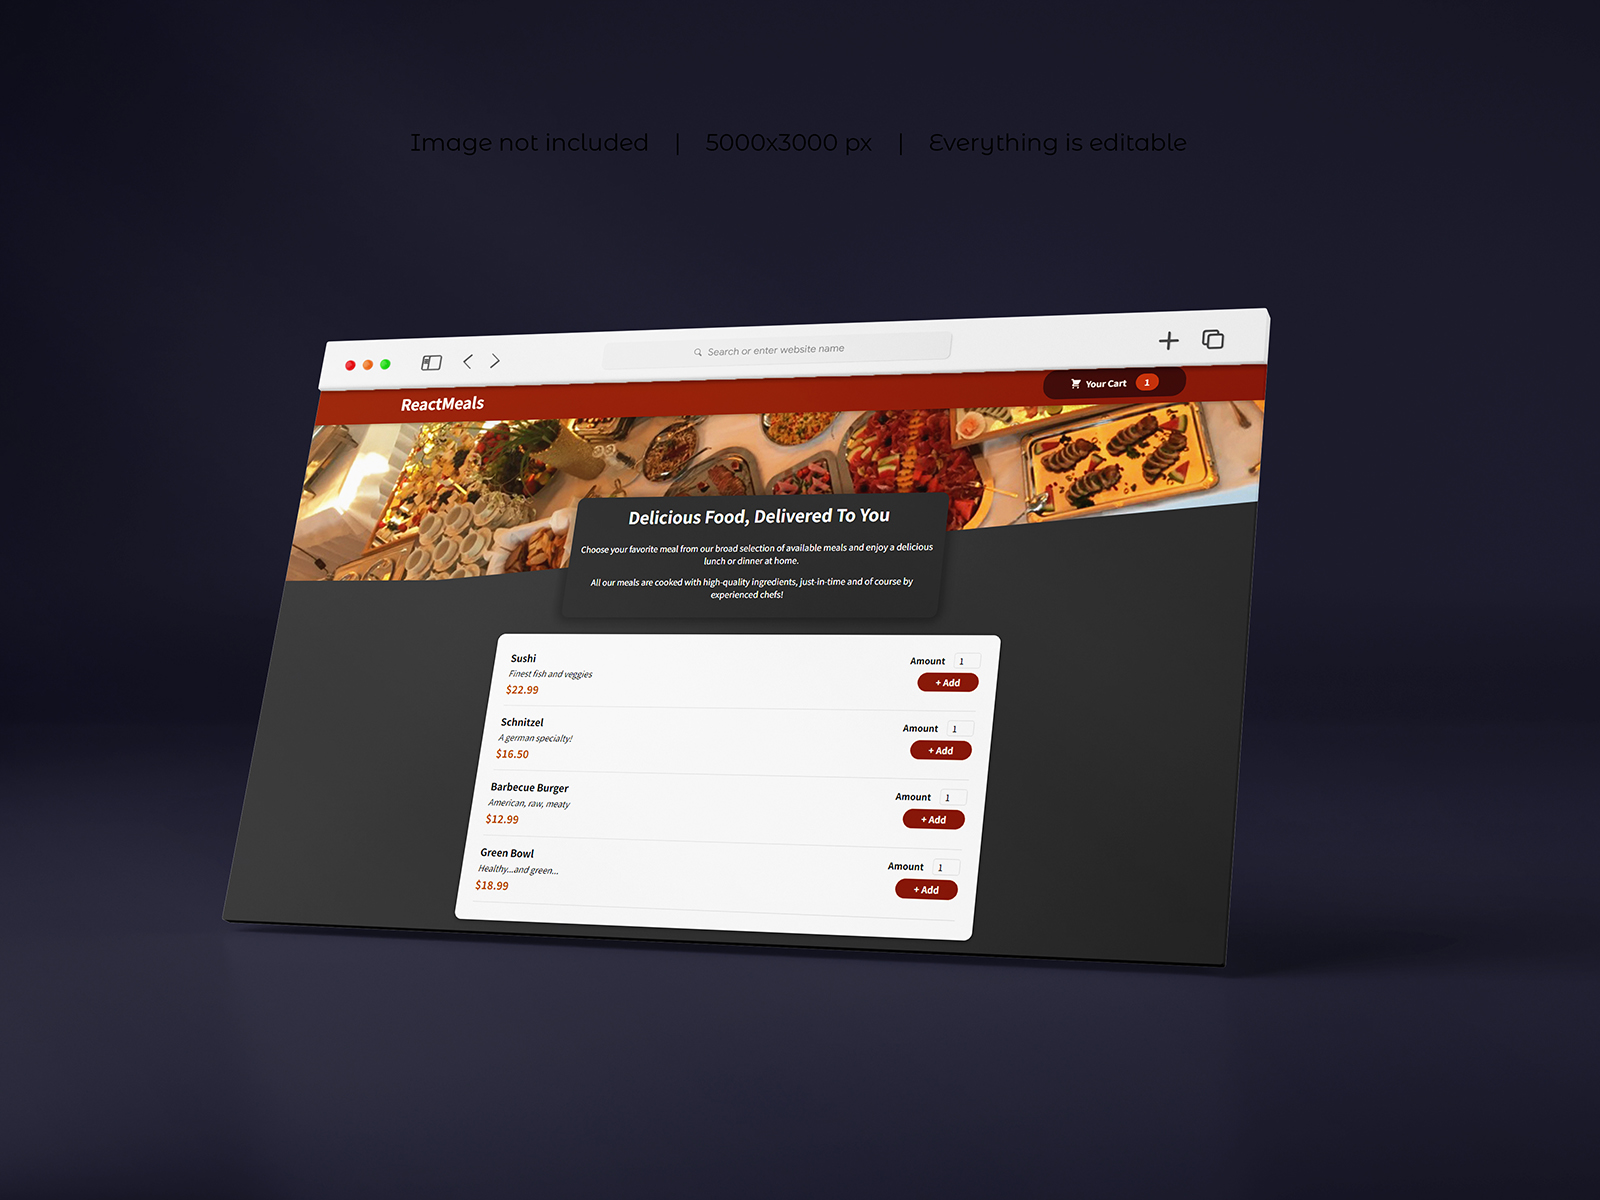 Image not included | 5000x3000 px | Everything is editable
Search or enter website name
ReactMeals
Your Cart 1
Delicious Food, Delivered To You
Choose your favorite meal from our broad selection of available meals and enjoy a delicious
lunch or dinner at home.
All our meals are cooked with high-quality ingredients, just-in-time and of course by
experienced chefs!
Sushi
Finest fish and veggies
$22.99
Amount 1
+ Add
Schnitzel
A german specialty!
$16.50
Amount 1
+ Add
Barbecue Burger
American, raw, meaty
$12.99
Amount 1
+ Add
Green Bowl
Healthy...and green...
$18.99
Amount 1
+ Add